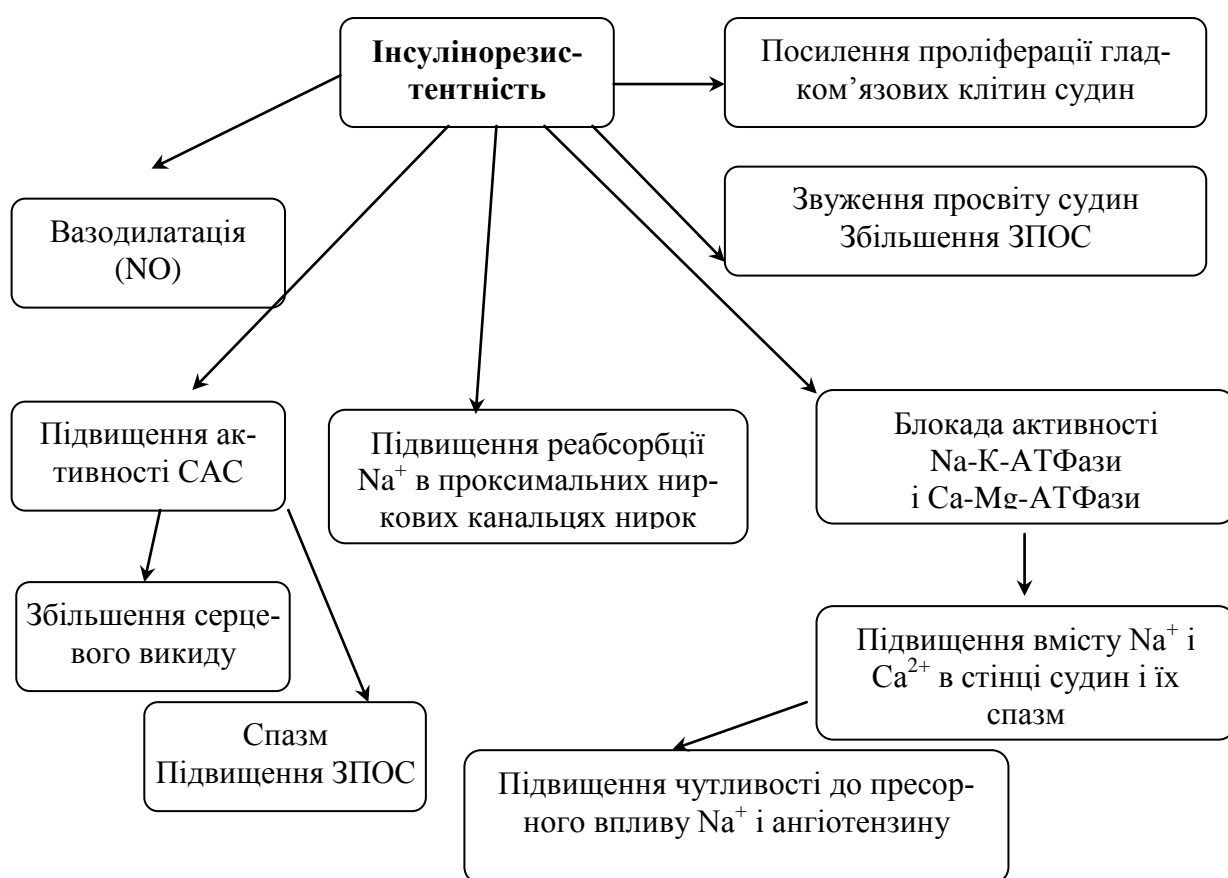 Інсулінорезис-
тентність
Посилення проліферації глад-
ком’язових клітин судин
Вазодилатація
(NO)
Звуження просвіту судин
Збільшення ЗПОС
Підвищення ак-
тивності САС
Підвищення реабсорбції
Na⁺ в проксимальних нир-
кових канальцях нирок
Блокада активності
Na-К-АТФази
і Ca-Mg-АТФази
Збільшення серце-
вого викиду
Підвищення вмісту Na⁺ і
Ca²⁺ в стінці судин і їх
спазм
Спазм
Підвищення ЗПОС
Підвищення чутливості до пресор-
ного впливу Na⁺ і ангіотензину